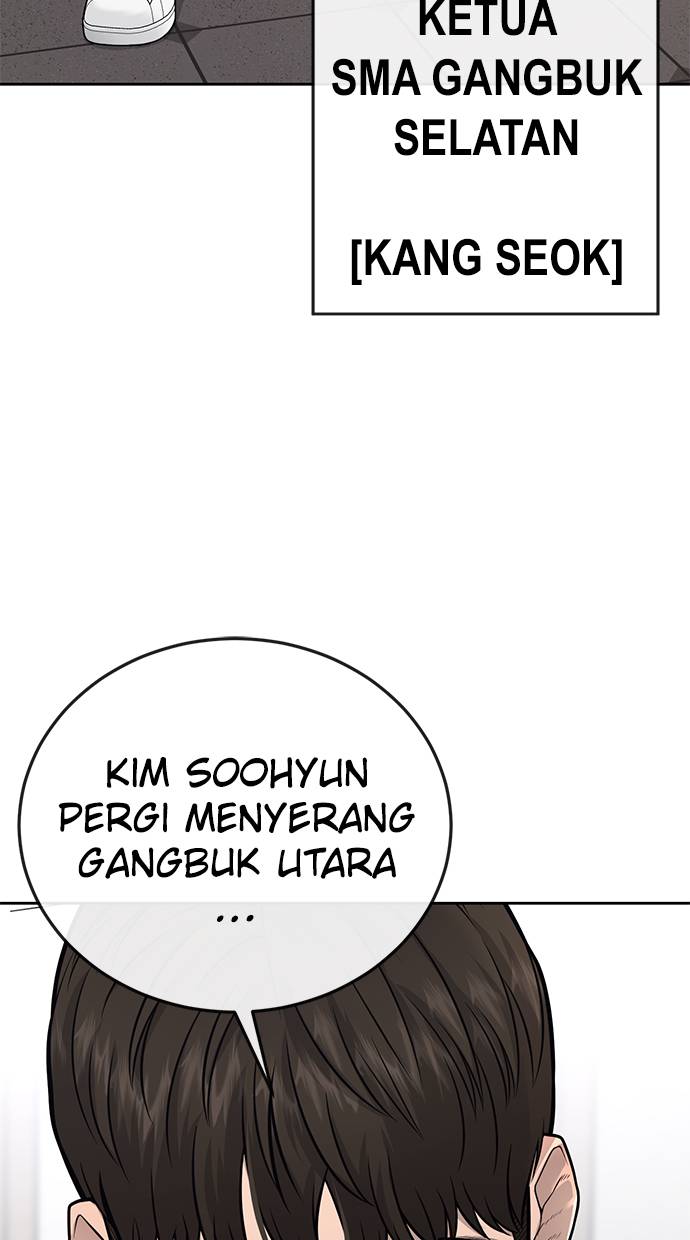 KETUA
SMA GANGBUK
SELATAN
[KANG SEOK]
KIM SOOHYUN
PERGI MENYERANG
GANGBUK UTARA
...